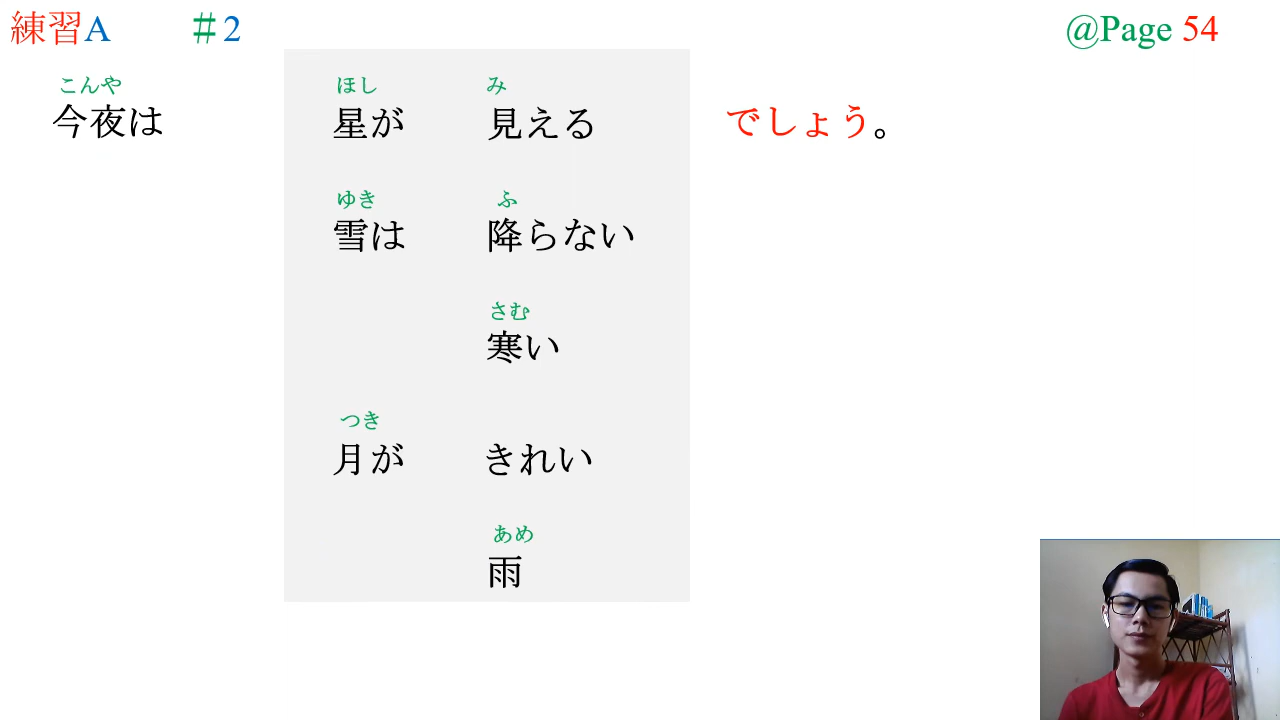 練習A #2 @Page 54
こんや ほし み
今夜は 星が 見える でしょう。
ゆき ふ
雪は 降らない
さむ
寒い
つき
月が きれい
あめ
雨